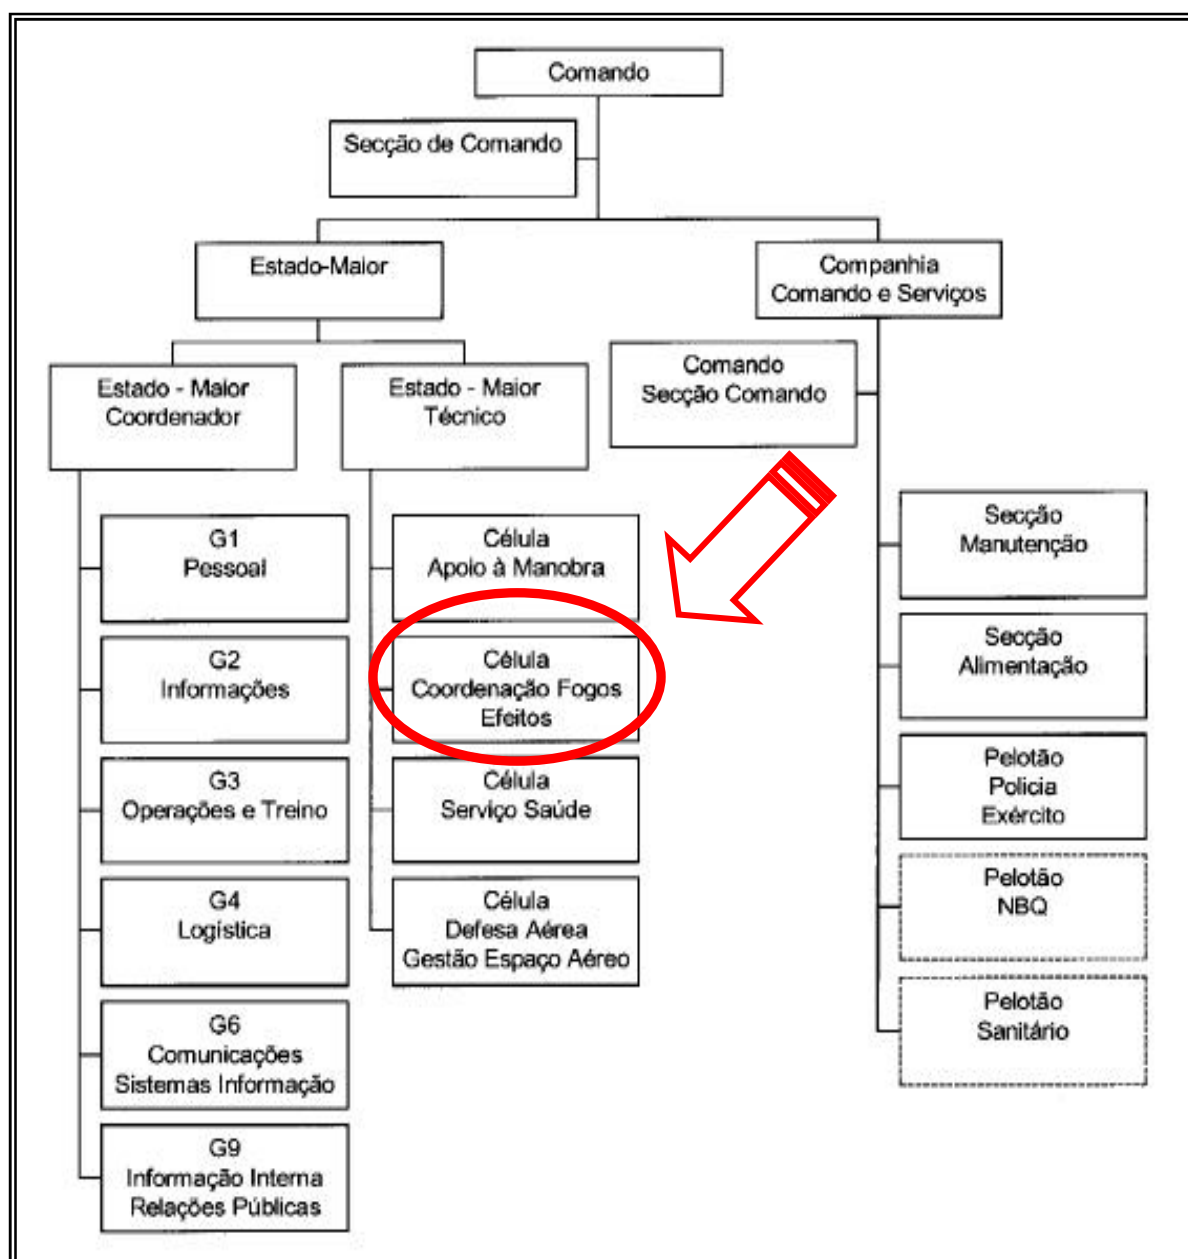 Comando
Secção de Comando
Estado-Maior
Companhia
Comando e Serviços
Estado - Maior
Coordenador
Estado - Maior
Técnico
Comando
Secção Comando
G1
Pessoal
G2
Informações
G3
Operações e Treino
G4
Logística
G6
Comunicações
Sistemas Informação
G9
Informação Interna
Relações Públicas
Célula
Apoio à Manobra
Célula
Coordenação Fogos
Efeitos
Célula
Serviço Saúde
Célula
Defesa Aérea
Gestão Espaço Aéreo
Secção
Manutenção
Secção
Alimentação
Pelotão
Policia
Exército
Pelotão
NBQ
Pelotão
Sanitário